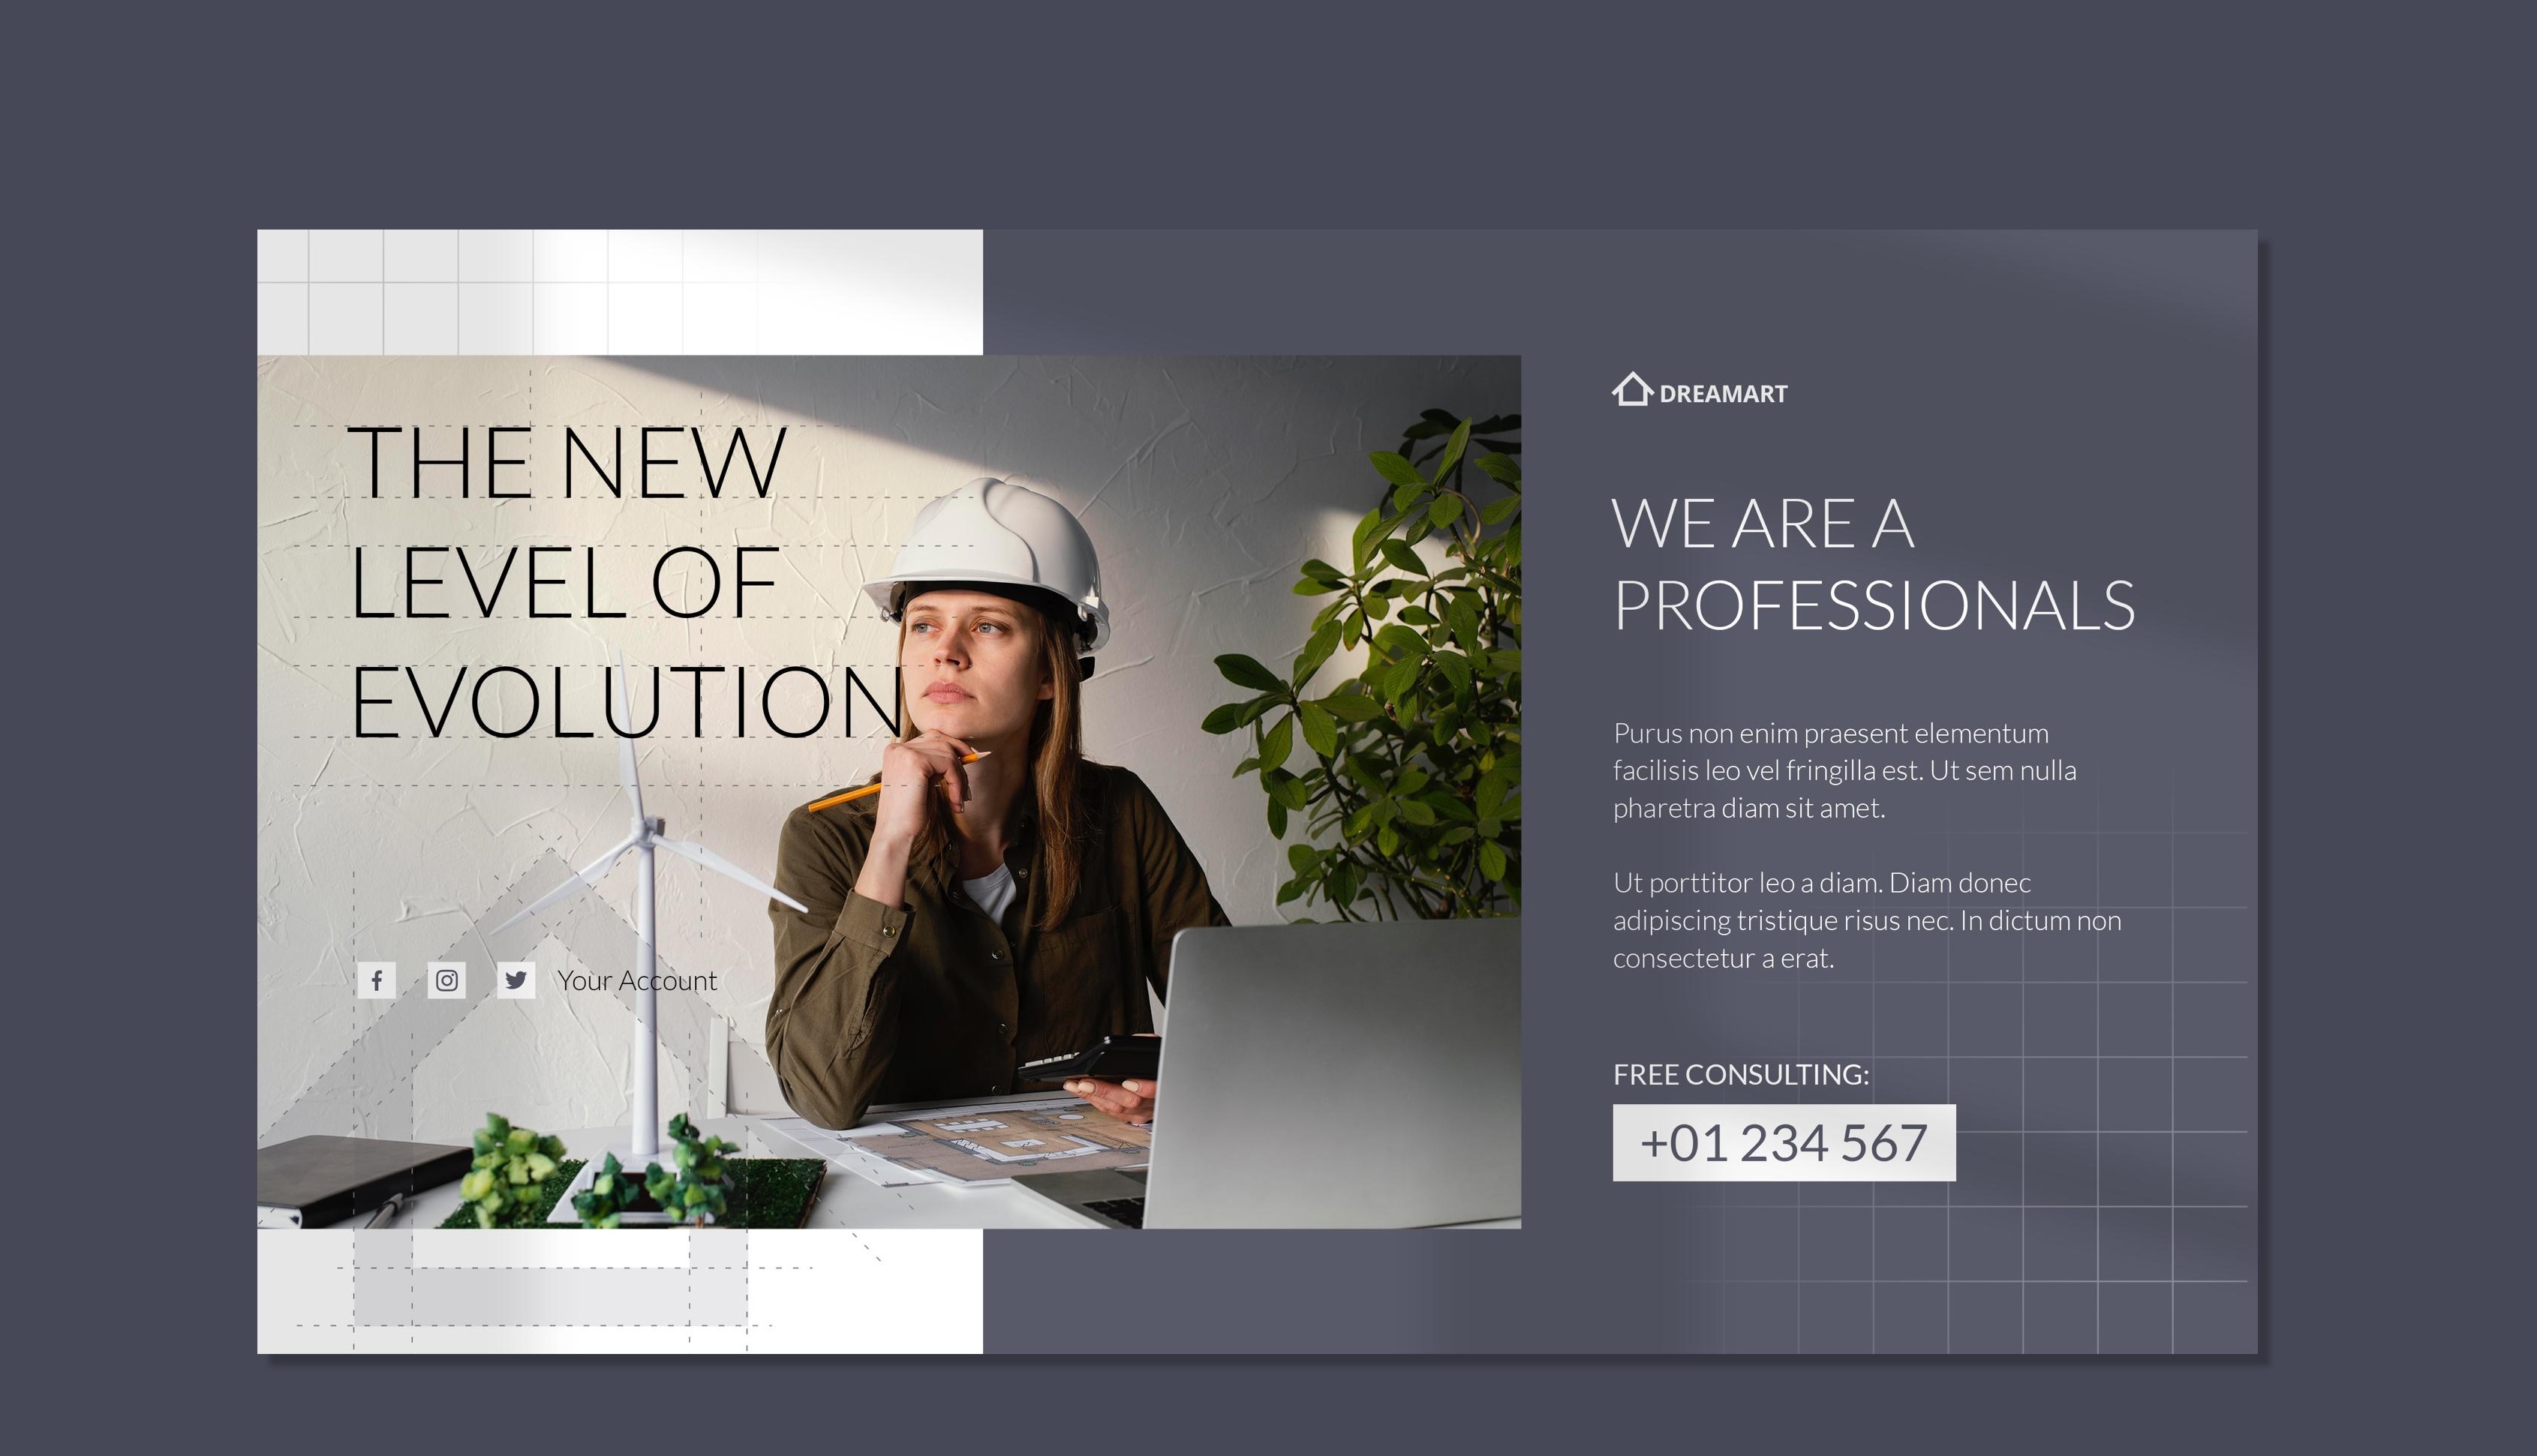 THE NEW
LEVEL OF
EVOLUTION
Your Account
DREAMART
WE ARE A
PROFESSIONALS
Purus non enim praesent elementum
facilisis leo vel fringilla est. Ut sem nulla
pharetra diam sit amet.
Ut porttitor leo a diam. Diam donec
adipiscing tristique risus nec. In dictum non
consectetur a erat.
FREE CONSULTING:
+01 234 567